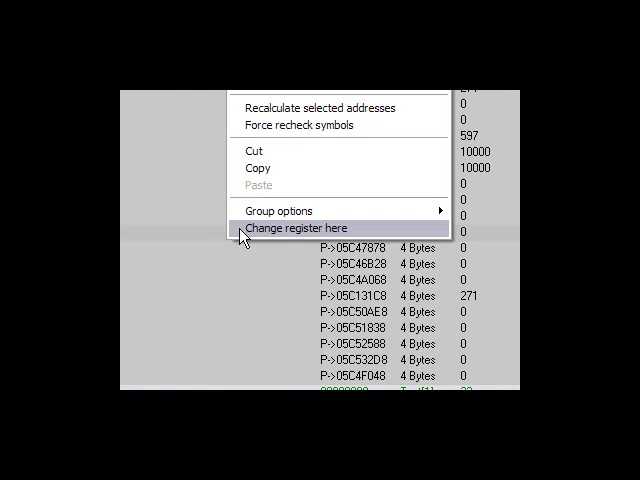 Recalculate selected addresses 0
Force recheck symbols 0
597
Cut 10000
Copy 10000
Paste 0
0
Group options 0
Change register here 0
P->05C47878 4 Bytes 0
P->05C46B28 4 Bytes 0
P->05C4A068 4 Bytes 0
P->05C131C8 4 Bytes 271
P->05C50AE8 4 Bytes 0
P->05C51838 4 Bytes 0
P->05C52588 4 Bytes 0
P->05C532D8 4 Bytes 0
P->05C4F048 4 Bytes 0